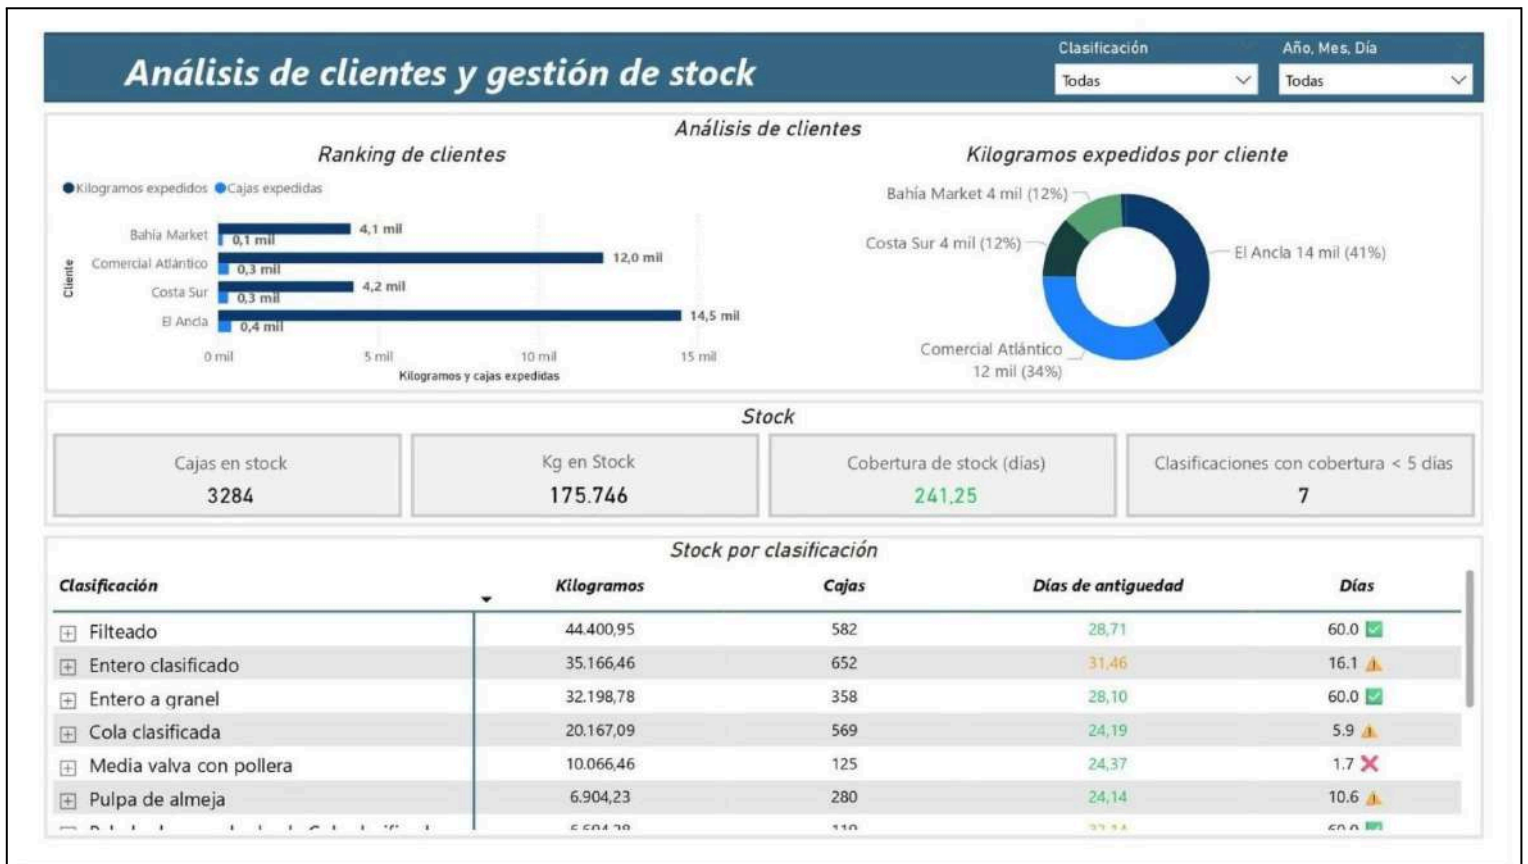 Análisis de clientes y gestión de stock
Clasificación
Todas
Año, Mes, Día
Todas
Análisis de clientes
Ranking de clientes
Kilogramos expedidos Cajas expedidas
Cliente
Bahía Market 4,1 mil
0,1 mil
Comercial Atlántico 12,0 mil
0,3 mil
Costa Sur 4,2 mil
0,3 mil
El Ancla 14,5 mil
0,4 mil
0 mil 5 mil 10 mil 15 mil
Kilogramos y cajas expedidas
Kilogramos expedidos por cliente
Bahía Market 4 mil (12%)
Costa Sur 4 mil (12%)
El Ancla 14 mil (41%)
Comercial Atlántico
12 mil (34%)
Stock
Cajas en stock
3284
Kg en Stock
175.746
Cobertura de stock (días)
241,25
Clasificaciones con cobertura < 5 días
7
Stock por clasificación
Clasificación Kilogramos Cajas Días de antiguedad Días
Filteado 44.400,95 582 28,71 60.0
Entero clasificado 35.166,46 652 31,46 16.1
Entero a granel 32.198,78 358 28,10 60.0
Cola clasificada 20.167,09 569 24,19 5.9
Media valva con pollera 10.066,46 125 24,37 1.7
Pulpa de almeja 6.904,23 280 24,14 10.6